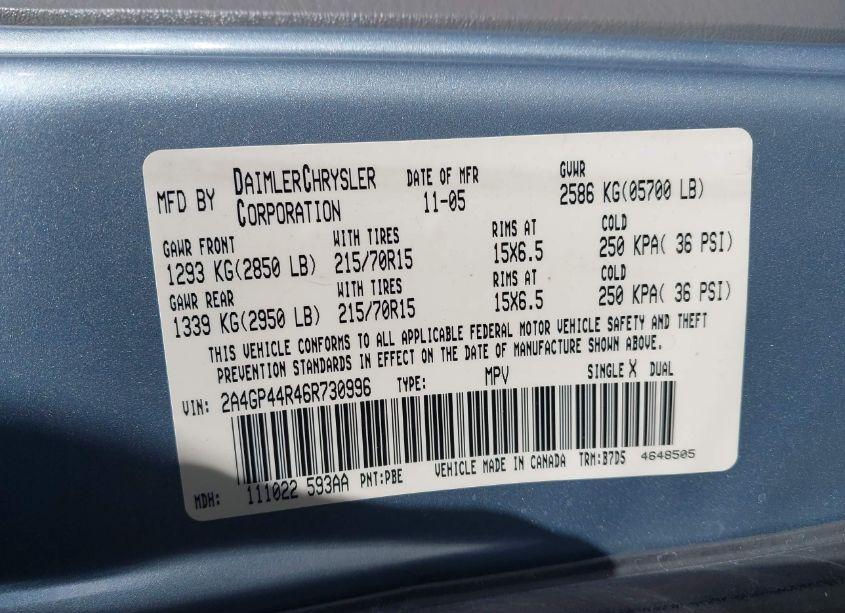 MFD BY DAIMLERCHRYSLER CORPORATION DATE OF MFR 11-05 GVWR 2586 KG(05700 LB)
GAWR FRONT WITH TIRES RIMS AT COLD
1293 KG(2850 LB) 215/70R15 15X6.5 250 KPA( 36 PSI)
GAWR REAR WITH TIRES RIMS AT COLD
1339 KG(2950 LB) 215/70R15 15X6.5 250 KPA( 36 PSI)
THIS VEHICLE CONFORMS TO ALL APPLICABLE FEDERAL MOTOR VEHICLE SAFETY AND THEFT
PREVENTION STANDARDS IN EFFECT ON THE DATE OF MANUFACTURE SHOWN ABOVE.
VIN: 2A4GP44R46R730996 TYPE: MPV SINGLE X DUAL
MDH: 111022 593AA PNT:PBE VEHICLE MADE IN CANADA TRM:B7D5 4648505